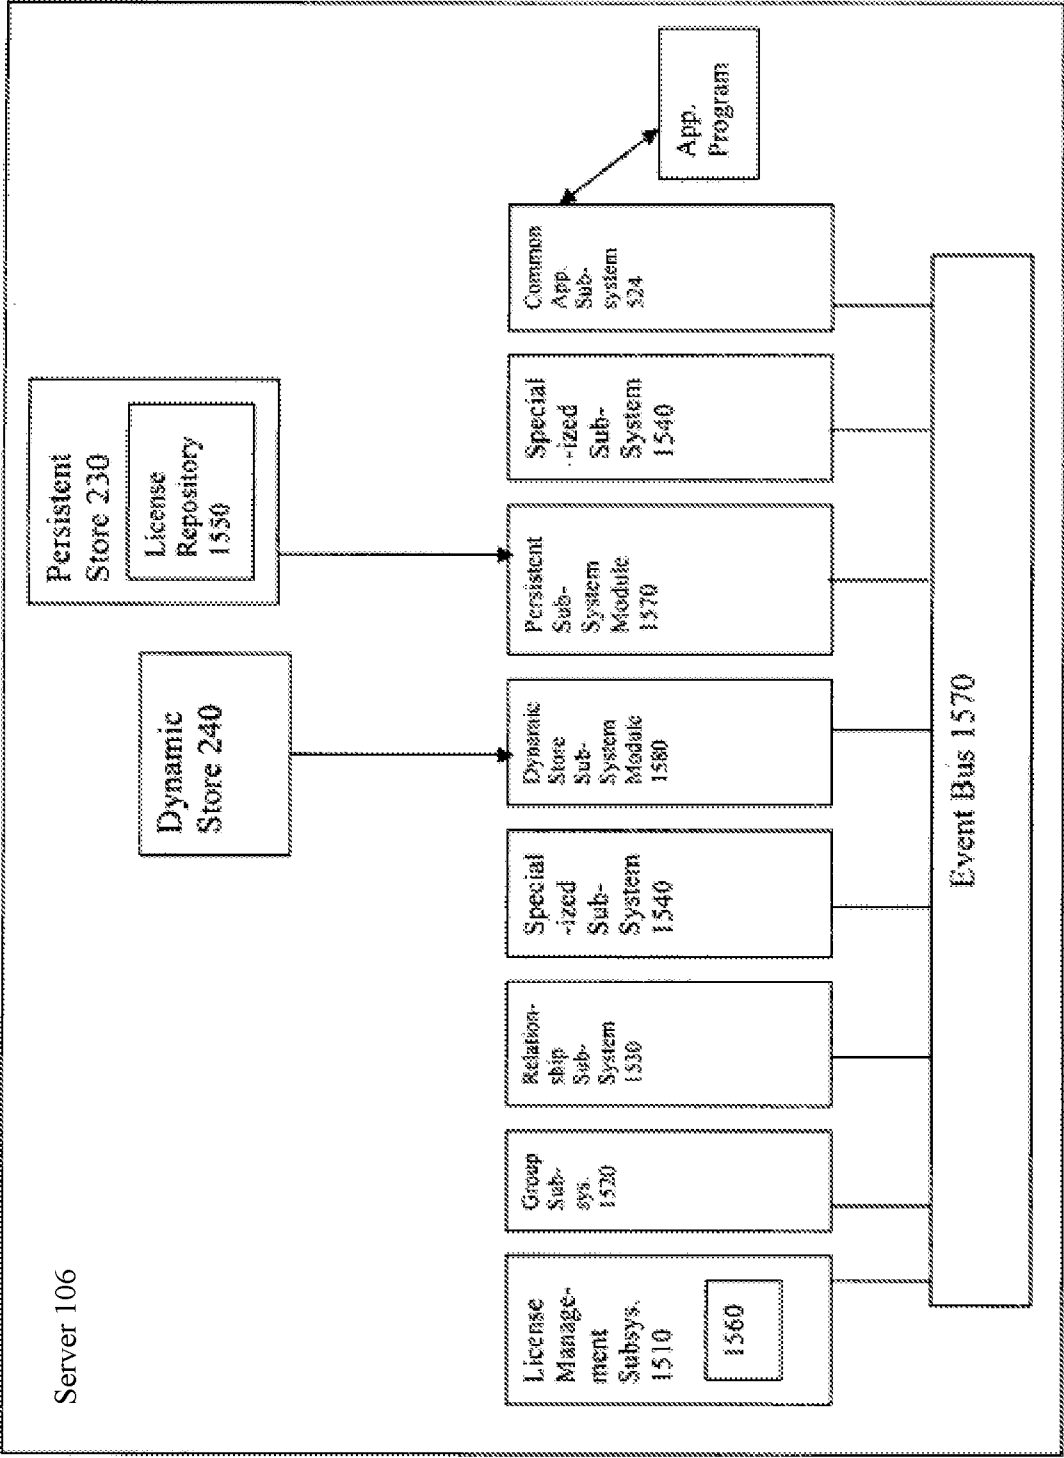 Server 106
Persistent
Store 230
License
Repository
1550
Dynamic
Store 240
License
Manage-
ment
Subsys.
1510
1560
Group
Sub-
sys.
1520
Relation-
ship
Sub-
System
1530
Special
-ized
Sub-
System
1540
Dynamic
Store
Sub-
System
Module
1580
Persistent
Sub-
System
Module
1570
Special
-ized
Sub-
System
1540
Common
App.
Sub-
system
524
App.
Program
Event Bus 1570